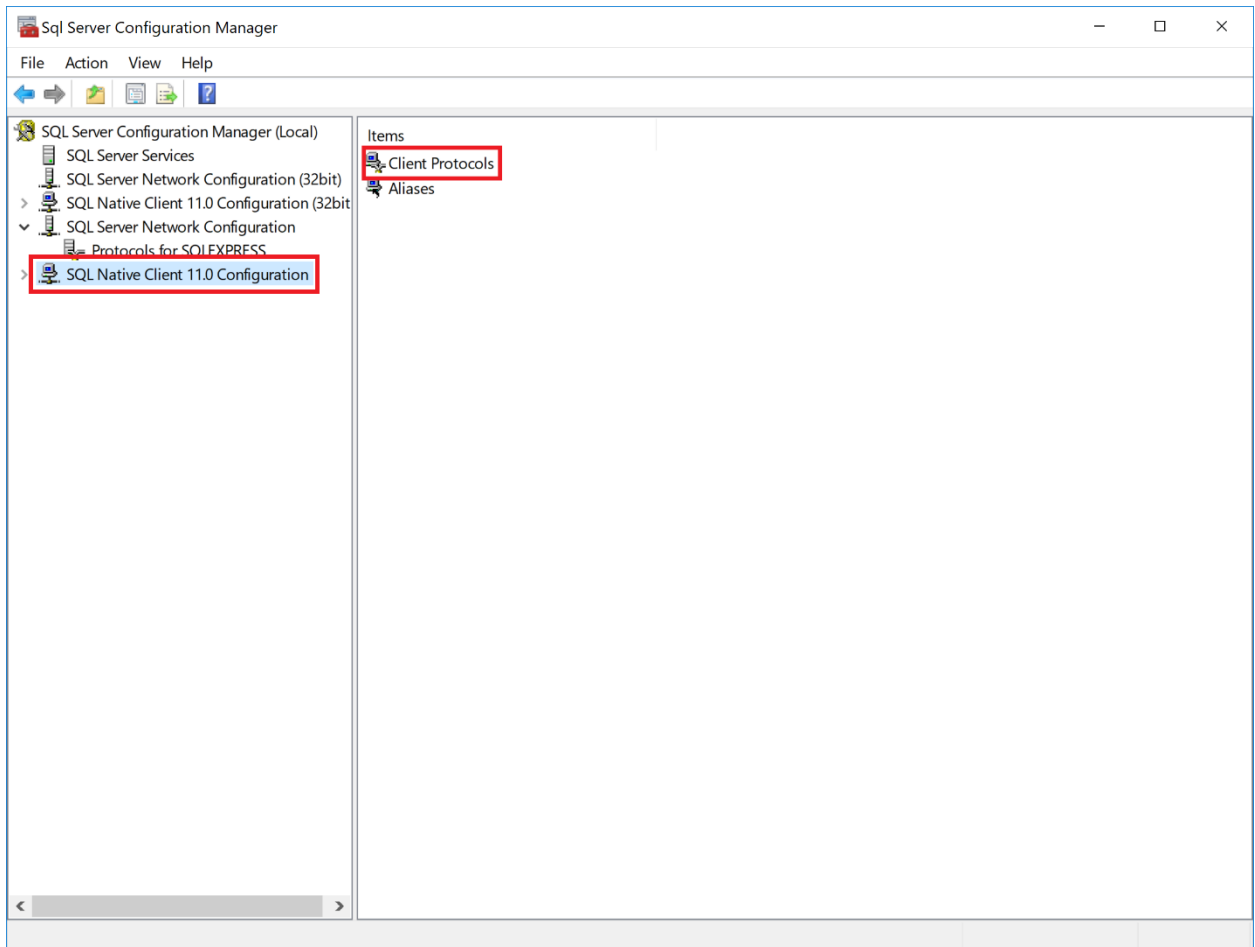 Sql Server Configuration Manager
File Action View Help
SQL Server Configuration Manager (Local)
SQL Server Services
SQL Server Network Configuration (32bit)
SQL Native Client 11.0 Configuration (32bit
SQL Server Network Configuration
Protocols for SQLEXPRESS
SQL Native Client 11.0 Configuration
Items
Client Protocols
Aliases